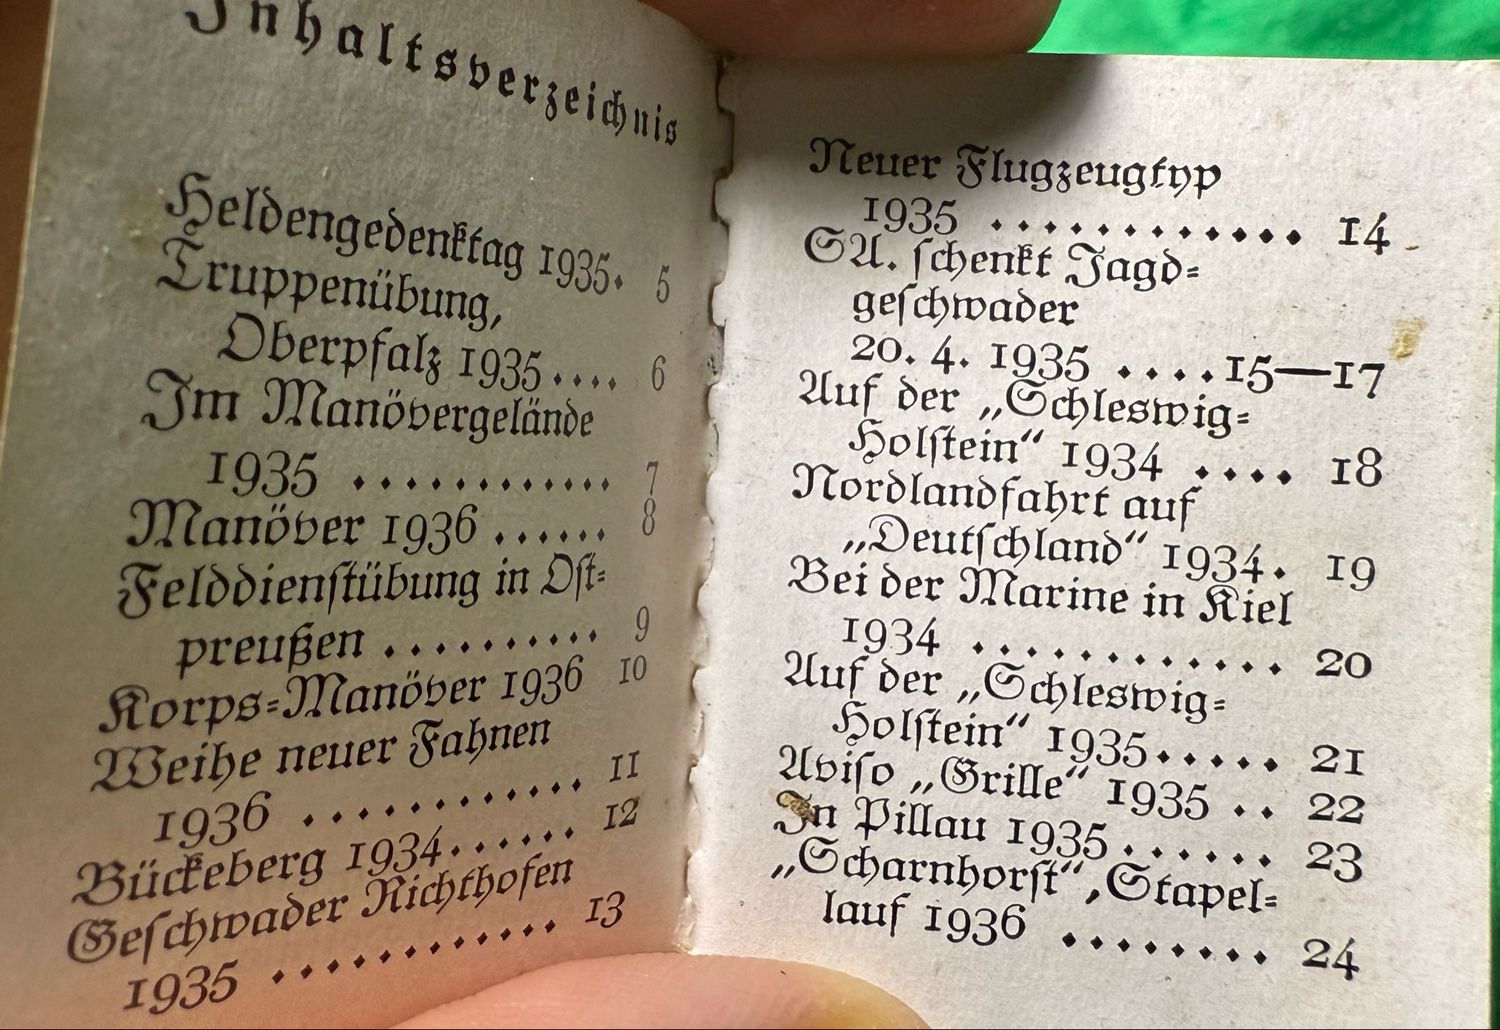 Inhaltsverzeichnis
Heldengedenktag 1935. 5
Truppenübung,
Oberpfalz 1935.... 6
Im Manövergelände
1935 ............ 7
Manöver 1936 ...... 8
Felddienstübung in Ost-
preußen .......... 9
Korps-Manöver 1936 10
Weihe neuer Fahnen
1936 ........... 11
Bückeberg 1934...... 12
Geschwader Richthofen
1935 ............ 13
Neuer Flugzeugtyp
1935 ............ 14
SA. schenkt Jagd-
geschwader
20. 4. 1935 ....15—17
Auf der „Schleswig-
Holstein“ 1934 .... 18
Nordlandfahrt auf
„Deutschland“ 1934. 19
Bei der Marine in Kiel
1934 ............ 20
Auf der „Schleswig-
Holstein“ 1935..... 21
Aviso „Grille“ 1935 .. 22
In Pillau 1935...... 23
„Scharnhorst“, Stapel-
lauf 1936 ........ 24